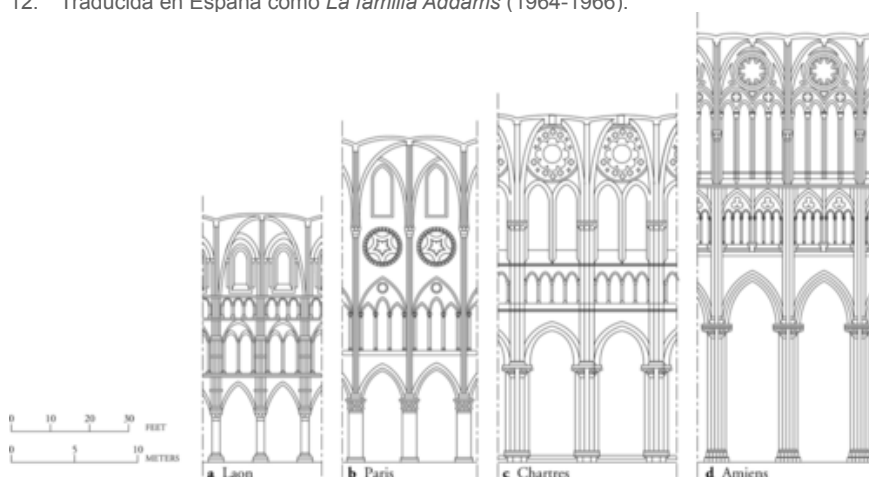 12. Traducida en España como La familia Addams (1964-1966).
0 10 20 30 FEET
0 5 10 METERS
a Laon
b Paris
c Chartres
d Amiens